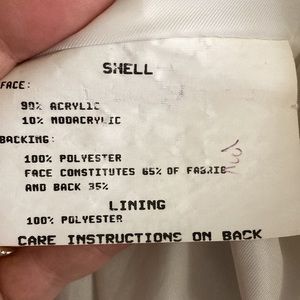 SHELL
FACE:
90% ACRYLIC
10% MODACRYLIC
BACKING:
100% POLYESTER
FACE CONSTITUTES 65% OF FABRIC
AND BACK 35%
LINING
100% POLYESTER
CARE INSTRUCTIONS ON BACK